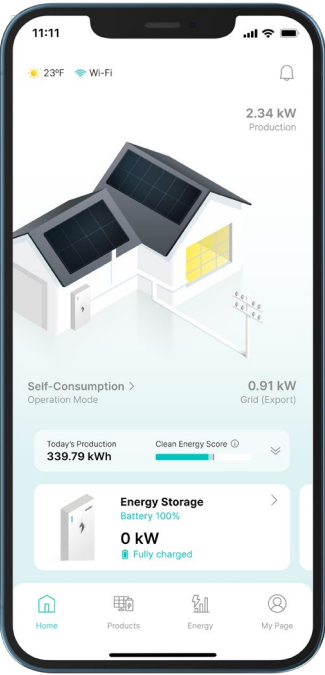 11:11
23°F Wi-Fi
2.34 kW
Production
Self-Consumption >
Operation Mode
0.91 kW
Grid (Export)
Today's Production
339.79 kWh
Clean Energy Score
Energy Storage
Battery 100%
0 kW
Fully charged
Home
Products
Energy
My Page